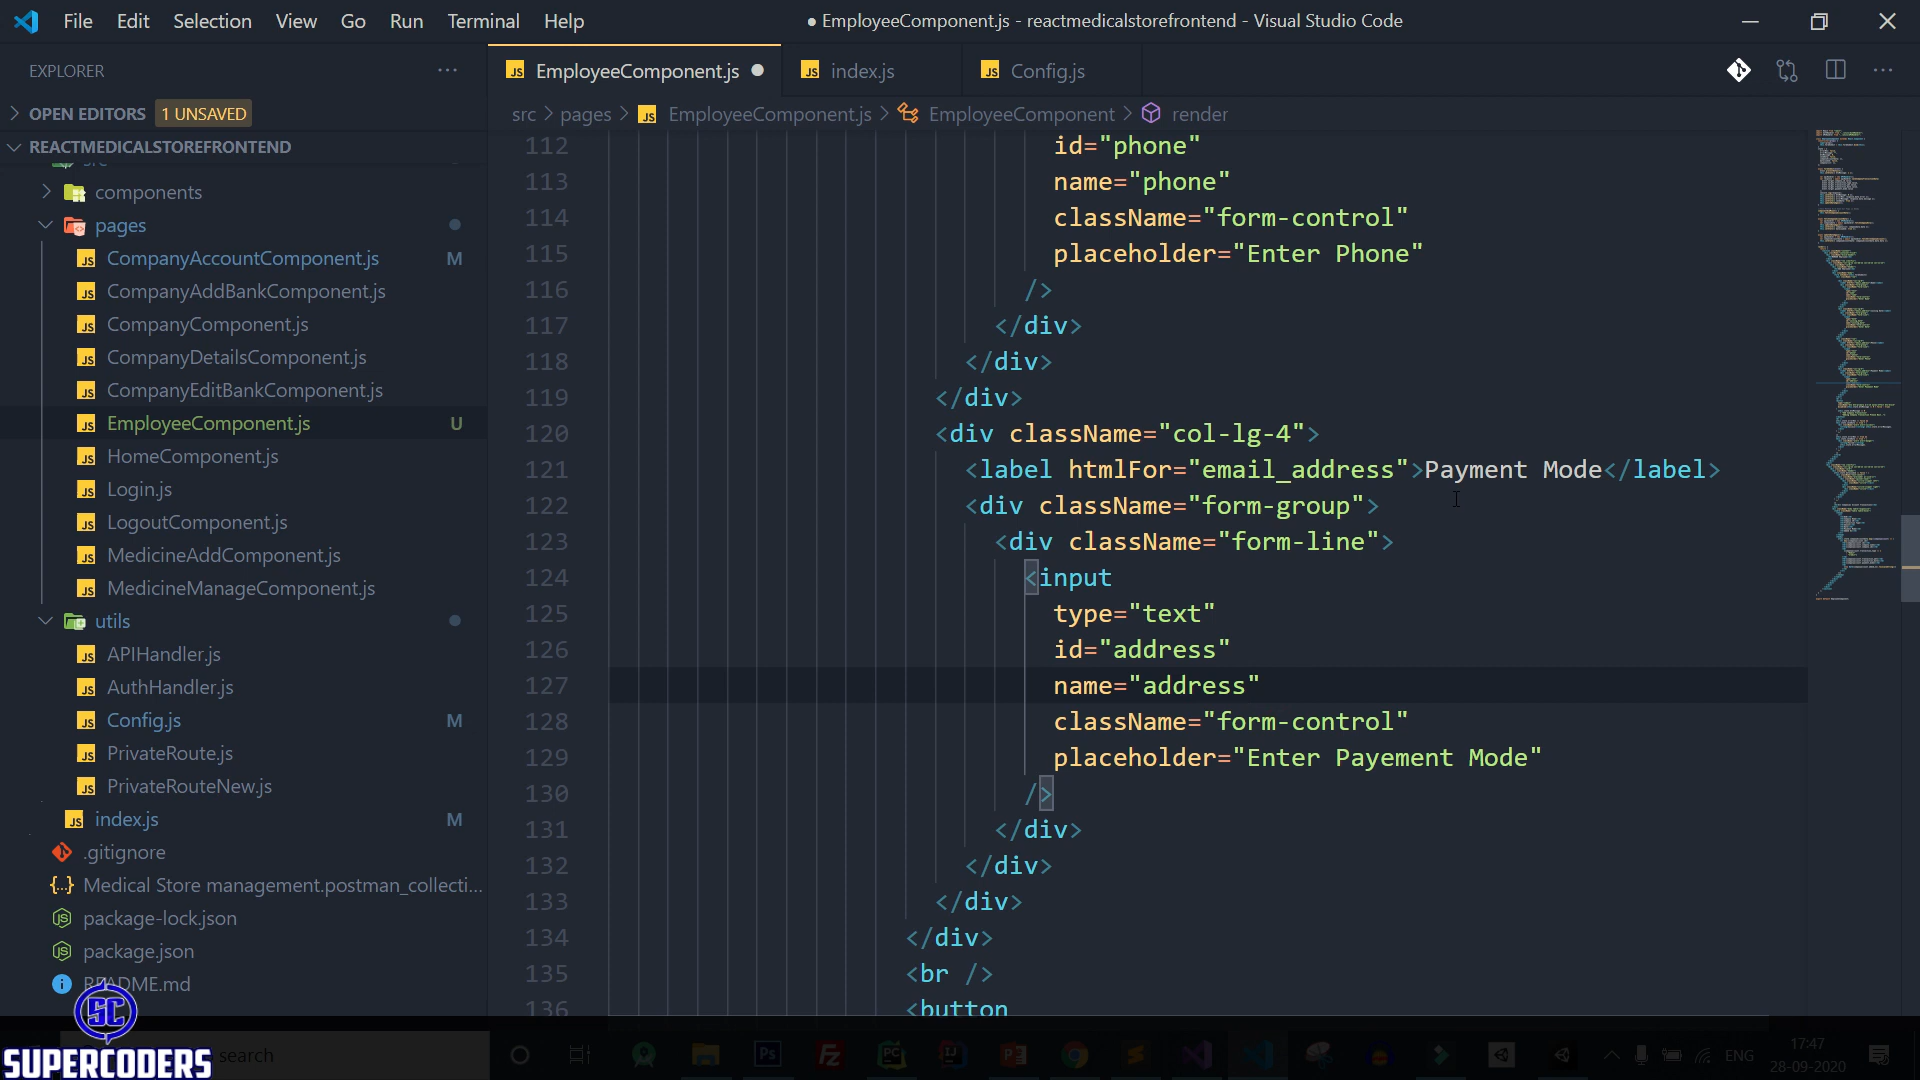 File Edit Selection View Go Run Terminal Help
● EmployeeComponent.js - reactmedicalstorefrontend - Visual Studio Code
EXPLORER
OPEN EDITORS 1 UNSAVED
REACTMEDICALSTOREFRONTEND
src
components
pages
CompanyAccountComponent.js M
CompanyAddBankComponent.js
CompanyComponent.js
CompanyDetailsComponent.js
CompanyEditBankComponent.js
EmployeeComponent.js U
HomeComponent.js
Login.js
LogoutComponent.js
MedicineAddComponent.js
MedicineManageComponent.js
utils
APIHandler.js
AuthHandler.js
Config.js M
PrivateRoute.js
PrivateRouteNew.js
index.js M
.gitignore
Medical Store management.postman_collecti...
package-lock.json
package.json
README.md
EmployeeComponent.js ● index.js Config.js
src > pages > EmployeeComponent.js > EmployeeComponent > render
112 id="phone"
113 name="phone"
114 className="form-control"
115 placeholder="Enter Phone"
116 />
117 </div>
118 </div>
119 </div>
120 <div className="col-lg-4">
121 <label htmlFor="email_address">Payment Mode</label>
122 <div className="form-group">
123 <div className="form-line">
124 <input
125 type="text"
126 id="address"
127 name="address"
128 className="form-control"
129 placeholder="Enter Payement Mode"
130 />
131 </div>
132 </div>
133 </div>
134 </div>
135 <br />
136 <button
SC
SUPERCODERS
search
ENG
17:47
28-09-2020